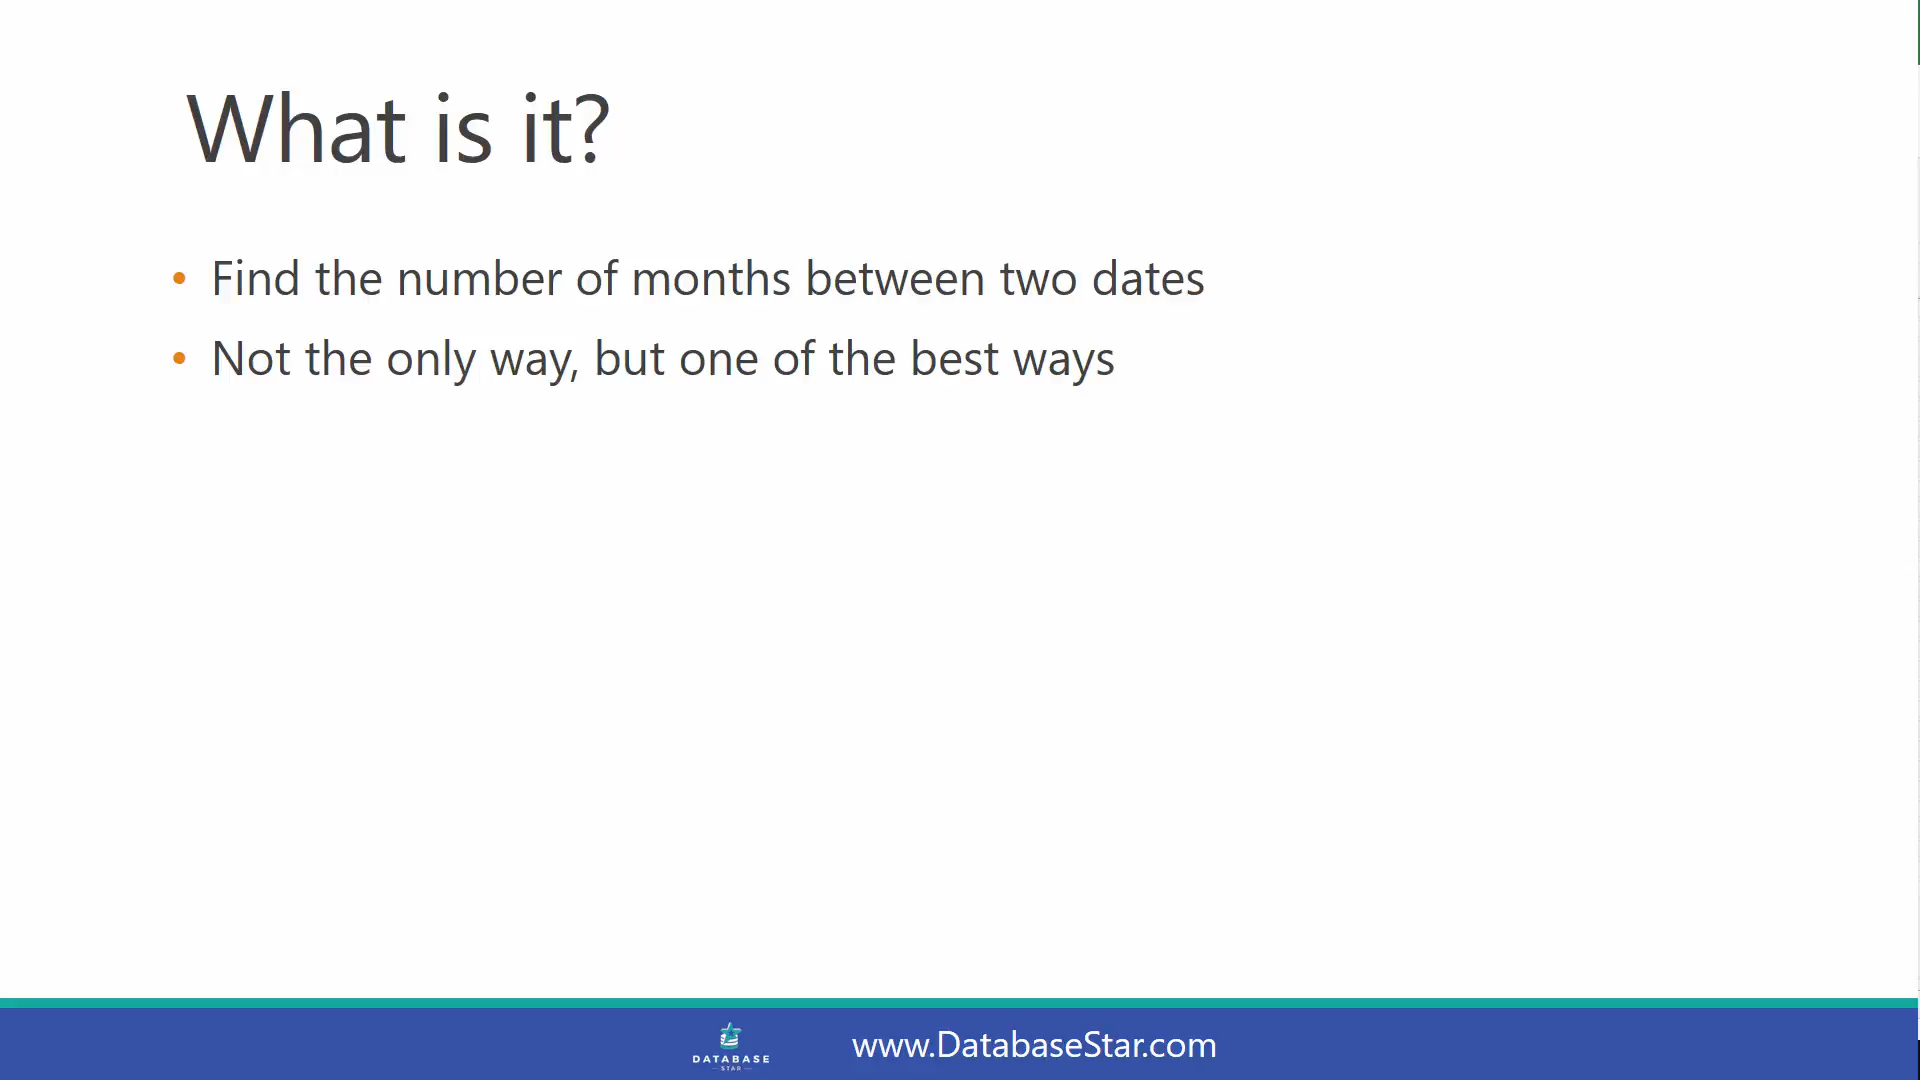 What is it?
• Find the number of months between two dates
• Not the only way, but one of the best ways
DATABASE
STAR
www.DatabaseStar.com